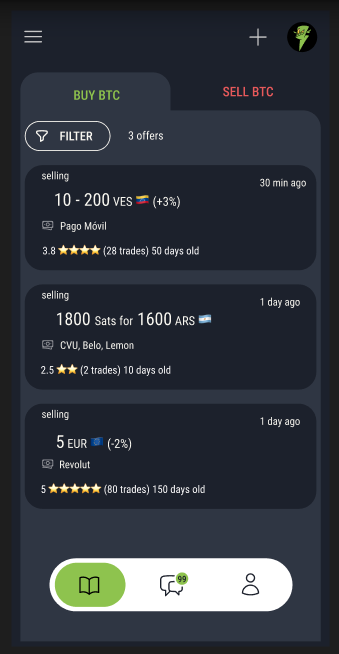 BUY BTC
SELL BTC
FILTER
3 offers
selling
30 min ago
10 - 200 VES 🇻🇪 (+3%)
Pago Móvil
3.8 ⭐⭐⭐⭐ (28 trades) 50 days old
selling
1 day ago
1800 Sats for 1600 ARS 🇦🇷
CVU, Belo, Lemon
2.5 ⭐⭐ (2 trades) 10 days old
selling
1 day ago
5 EUR 🇪🇺 (-2%)
Revolut
5 ⭐⭐⭐⭐⭐ (80 trades) 150 days old
99